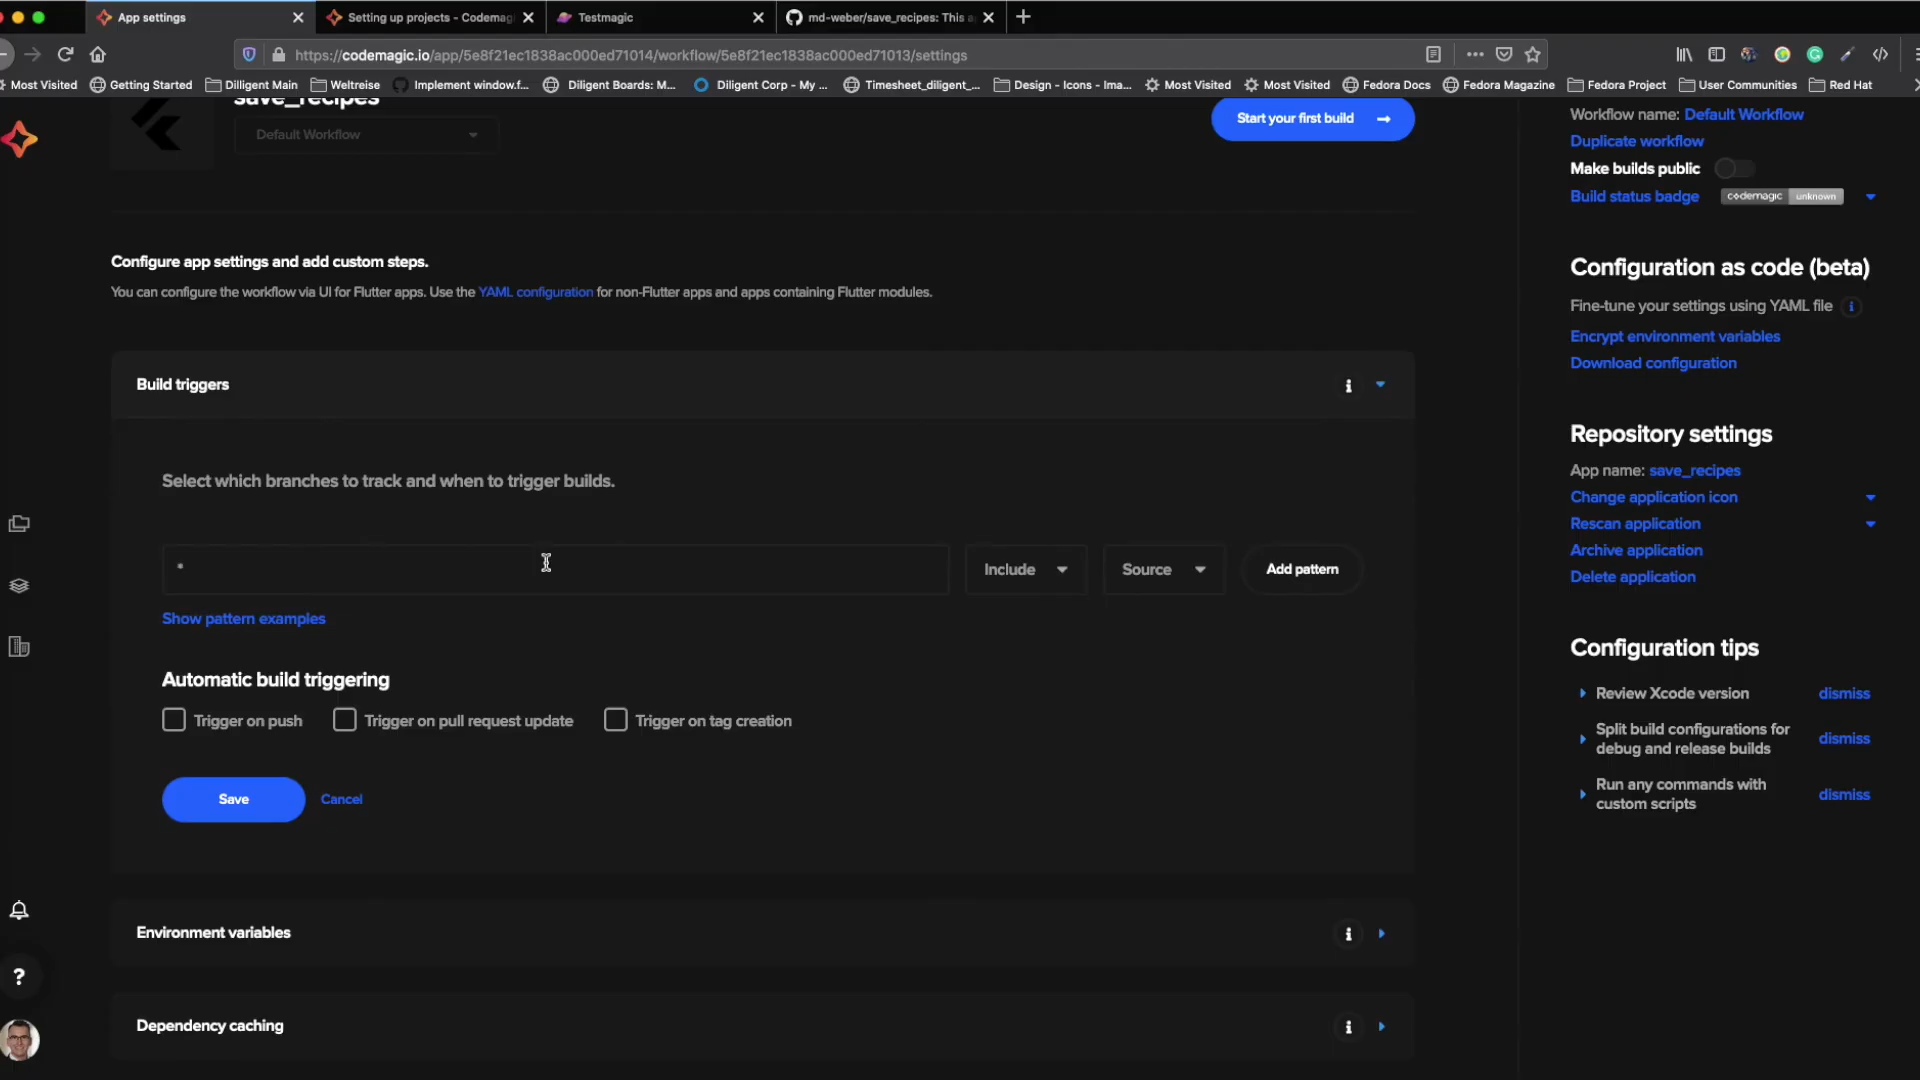 App settings
Setting up projects - Codemag
Testmagic
md-weber/save_recipes: This a
https://codemagic.io/app/5e8f21ec1838ac000ed71014/workflow/5e8f21ec1838ac000ed71013/settings
Most Visited
Getting Started
Diligent Main
Weltreise
Implement window.f...
Diligent Boards: M...
Diligent Corp - My ...
Timesheet_diligent_...
Design - Icons - Ima...
Most Visited
Most Visited
Fedora Docs
Fedora Magazine
Fedora Project
User Communities
Red Hat
save_recipes
Default Workflow
Start your first build
Configure app settings and add custom steps.
You can configure the workflow via UI for Flutter apps. Use the YAML configuration for non-Flutter apps and apps containing Flutter modules.
Build triggers
Select which branches to track and when to trigger builds.
*
Include
Source
Add pattern
Show pattern examples
Automatic build triggering
Trigger on push
Trigger on pull request update
Trigger on tag creation
Save
Cancel
Environment variables
Dependency caching
Workflow name: Default Workflow
Duplicate workflow
Make builds public
Build status badge
codemagic unknown
Configuration as code (beta)
Fine-tune your settings using YAML file
Encrypt environment variables
Download configuration
Repository settings
App name: save_recipes
Change application icon
Rescan application
Archive application
Delete application
Configuration tips
Review Xcode version
dismiss
Split build configurations for
debug and release builds
dismiss
Run any commands with
custom scripts
dismiss